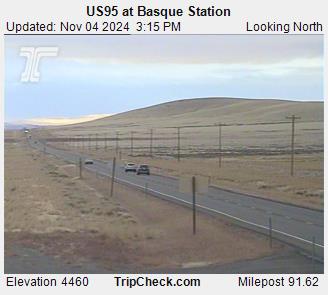 US95 at Basque Station
Updated: Nov 04 2024 3:15 PM Looking North
Elevation 4460 TripCheck.com Milepost 91.62